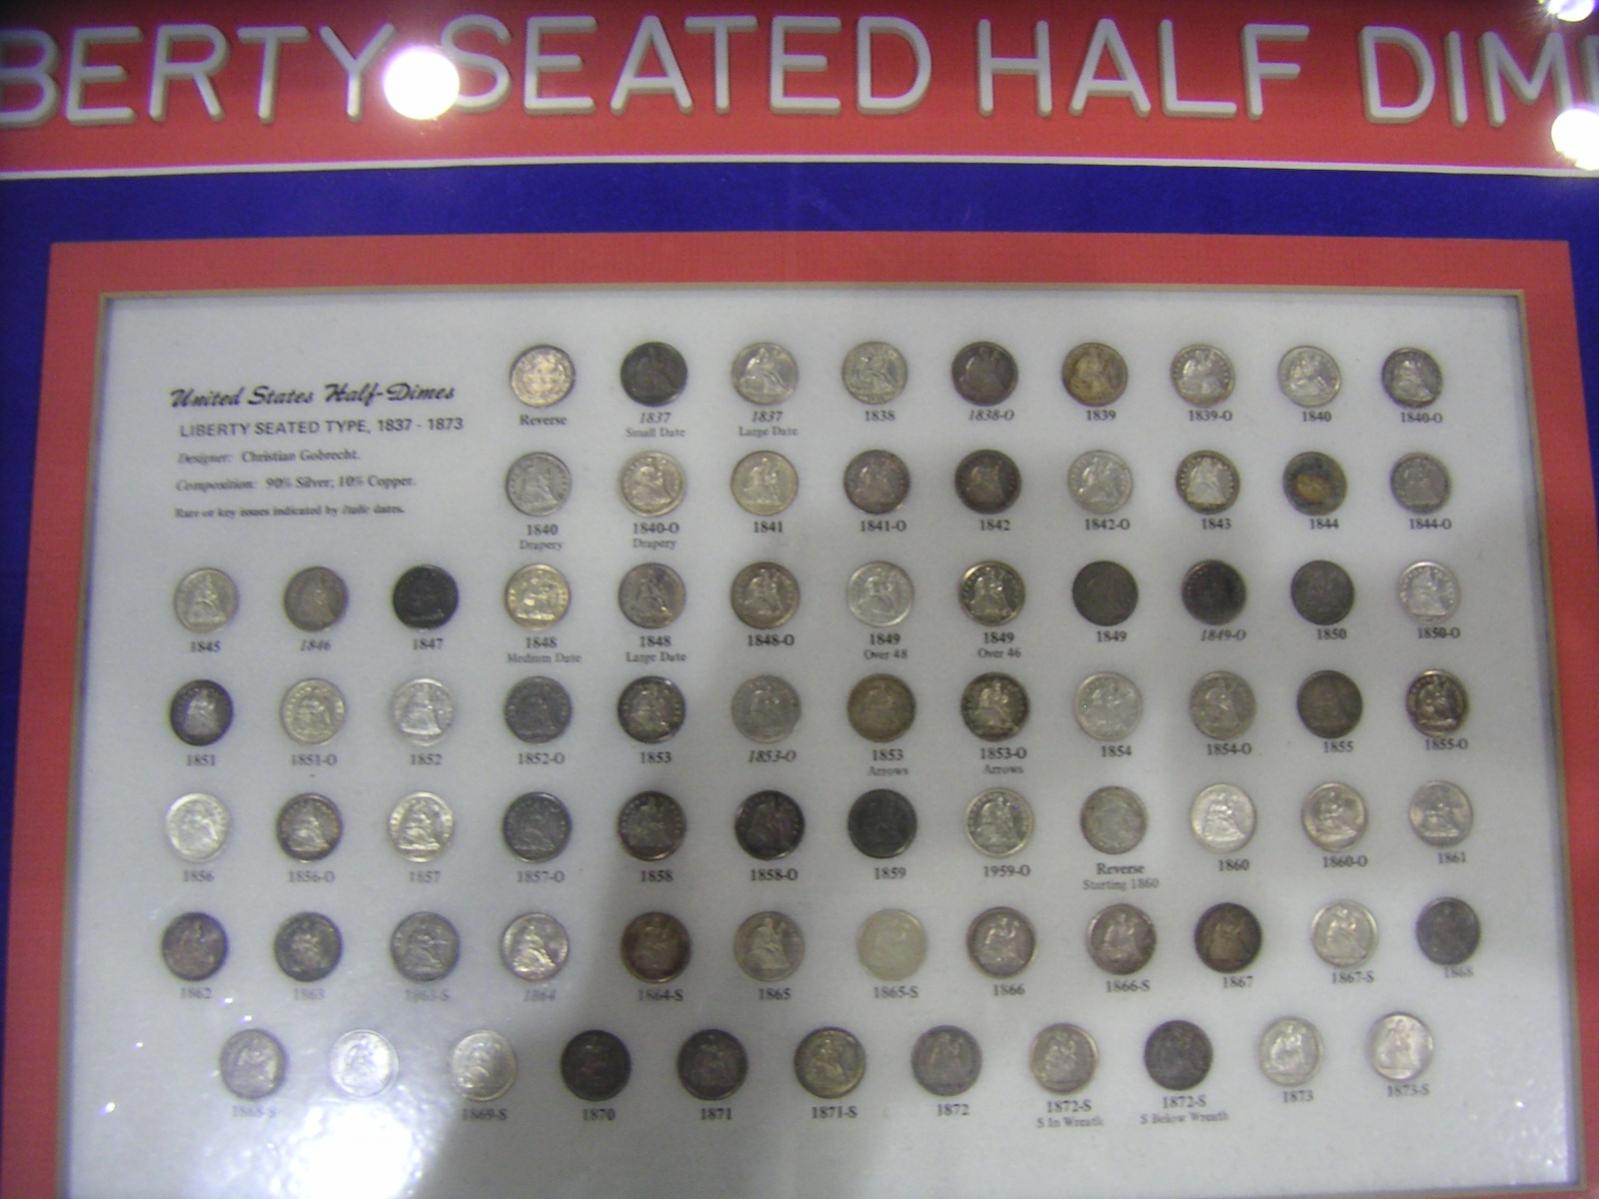 BERTY SEATED HALF DIM
United States Half-Dimes
LIBERTY SEATED TYPE, 1837 - 1873
Designer: Christian Gobrecht.
Composition: 90% Silver; 10% Copper.
Rare or key issues indicated by italic dates.
Reverse 1837 1837 1838 1838-O 1839 1839-O 1840 1840-O
Small Date Large Date
1840 1840-O 1841 1841-O 1842 1842-O 1843 1844 1844-O
Drapery Drapery
1845 1846 1847 1848 1848 1848-O 1849 1849 1849 1849-O 1850 1850-O
Medium Date Large Date Over 48 Over 46
1851 1851-O 1852 1852-O 1853 1853-O 1853 1853-O 1854 1854-O 1855 1855-O
Arrows Arrows
1856 1856-O 1857 1857-O 1858 1858-O 1859 1959-O Reverse 1860 1860-O 1861
Starting 1860
1862 1863 1863-S 1864 1864-S 1865 1865-S 1866 1866-S 1867 1867-S 1868
1868-S 1869-S 1870 1871 1871-S 1872 1872-S 1872-S 1873 1873-S
S In Wreath S Below Wreath